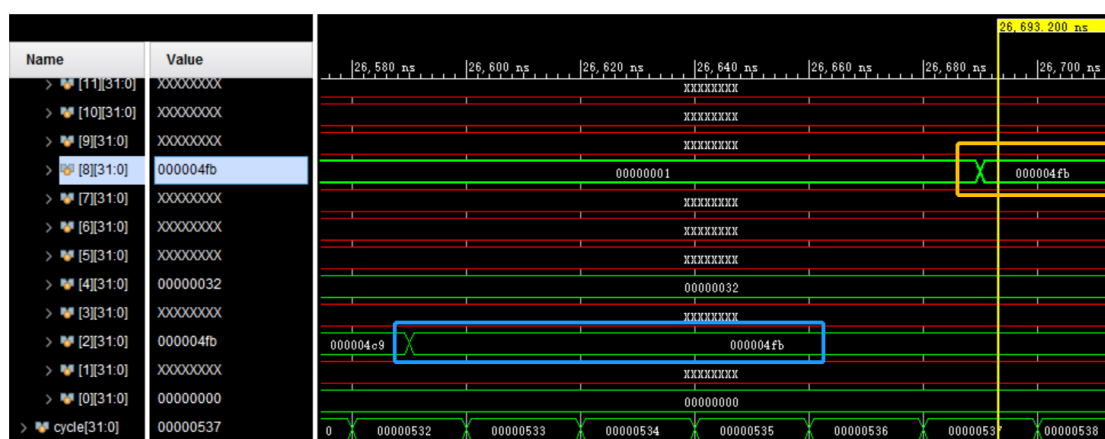 26,693.200 ns
Name Value
26,580 ns 26,600 ns 26,620 ns 26,640 ns 26,660 ns 26,680 ns 26,700 ns
[11][31:0] XXXXXXXX XXXXXXXX
[10][31:0] XXXXXXXX XXXXXXXX
[9][31:0] XXXXXXXX XXXXXXXX
[8][31:0] 000004fb 00000001 000004fb
[7][31:0] XXXXXXXX XXXXXXXX
[6][31:0] XXXXXXXX XXXXXXXX
[5][31:0] XXXXXXXX XXXXXXXX
[4][31:0] 00000032 00000032
[3][31:0] XXXXXXXX XXXXXXXX
[2][31:0] 000004fb 000004c9 000004fb
[1][31:0] XXXXXXXX XXXXXXXX
[0][31:0] 00000000 00000000
cycle[31:0] 00000537 0 00000532 00000533 00000534 00000535 00000536 00000537 00000538